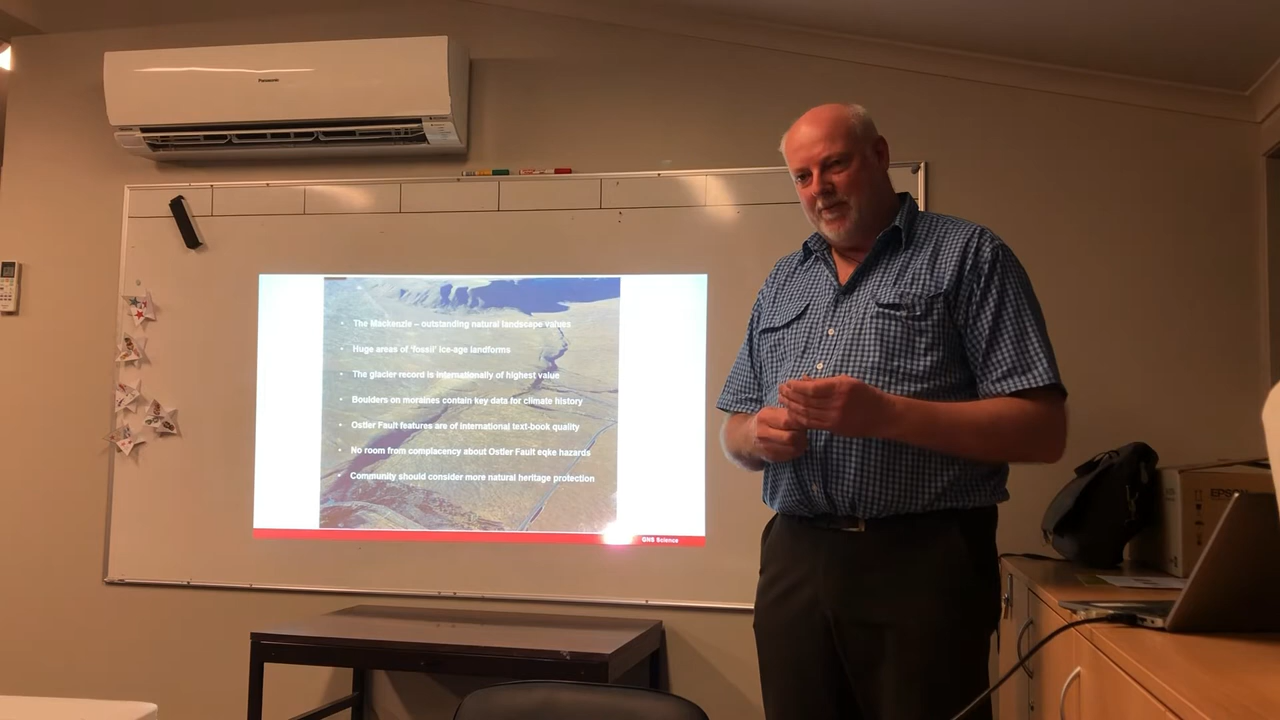 Panasonic
• The Mackenzie – outstanding natural landscape values
• Huge areas of 'fossil' ice-age landforms
• The glacier record is internationally of highest value
• Boulders on moraines contain key data for climate history
• Ostler Fault features are of international text-book quality
• No room from complacency about Ostler Fault eqke hazards
Community should consider more natural heritage protection
GNS Science
EPSON